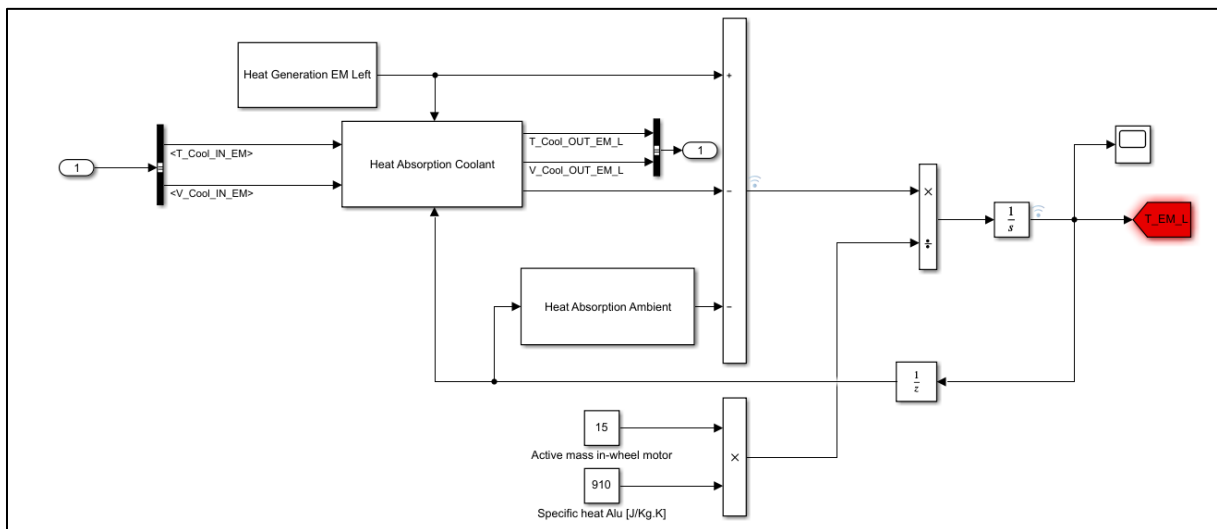 Heat Generation EM Left
+
1
<T_Cool_IN_EM>
<V_Cool_IN_EM>
Heat Absorption Coolant
T_Cool_OUT_EM_L
V_Cool_OUT_EM_L
1
−
×
÷
1
s
T_EM_L
Heat Absorption Ambient
−
1
z
15
Active mass in-wheel motor
×
910
Specific heat Alu [J/Kg.K]